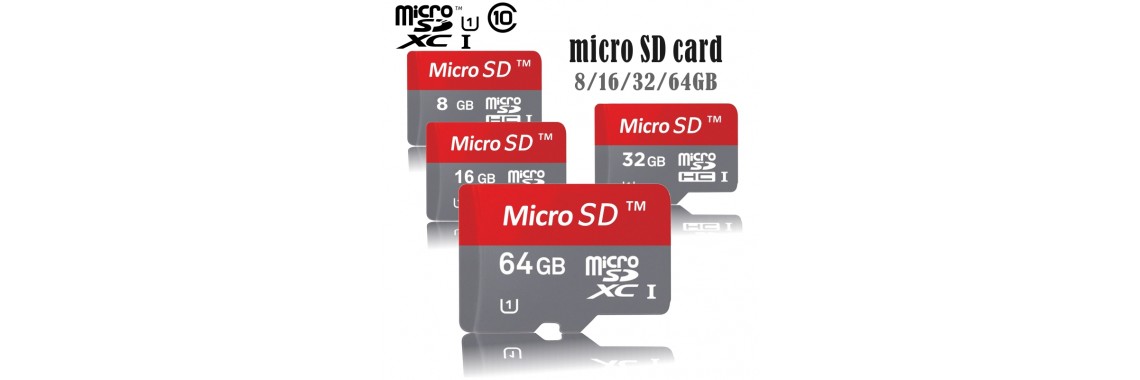 micro SD XC I U1 10
micro SD card
8/16/32/64GB
Micro SD ™
8 GB micro SD HC I
Micro SD ™
16 GB micro SD
Micro SD ™
32 GB micro SD HC I
Micro SD ™
64 GB micro SD XC I
1